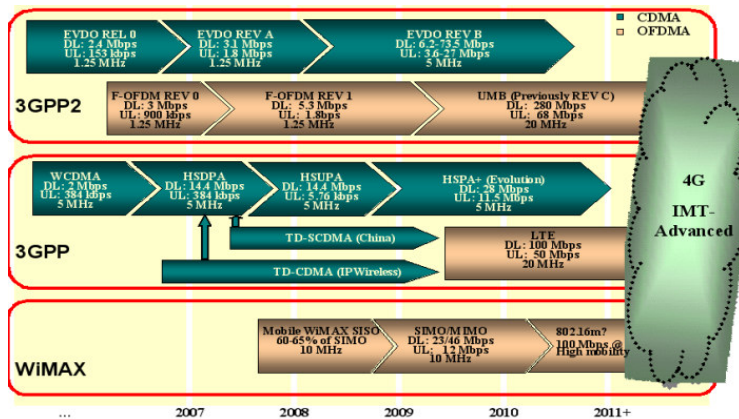 CDMA
OFDMA
3GPP2
EVDO REL 0
DL: 2.4 Mbps
UL: 153 kbps
1.25 MHz
EVDO REV A
DL: 3.1 Mbps
UL: 1.8 Mbps
1.25 MHz
EVDO REV B
DL: 6.2-73.5 Mbps
UL: 3.6-27 Mbps
5 MHz
F-OFDM REV 0
DL: 3 Mbps
UL: 900 kbps
1.25 MHz
F-OFDM REV 1
DL: 5.3 Mbps
UL: 1.8bps
1.25 MHz
UMB (Previously REV C)
DL: 280 Mbps
UL: 68 Mbps
20 MHz
3GPP
WCDMA
DL: 2 Mbps
UL: 384 kbps
5 MHz
HSDPA
DL: 14.4 Mbps
UL: 384 kbps
5 MHz
HSUPA
DL: 14.4 Mbps
UL: 5.76 kbps
5 MHz
HSPA+ (Evolution)
DL: 28 Mbps
UL: 11.5 Mbps
5 MHz
TD-SCDMA (China)
TD-CDMA (IPWireless)
LTE
DL: 100 Mbps
UL: 50 Mbps
20 MHz
4G
IMT-
Advanced
WiMAX
Mobile WiMAX SISO
60-65% of SIMO
10 MHz
SIMO/MIMO
DL: 23/46 Mbps
UL: 12 Mbps
10 MHz
802.16m?
100 Mbps @
High mobility
... 2007 2008 2009 2010 2011+